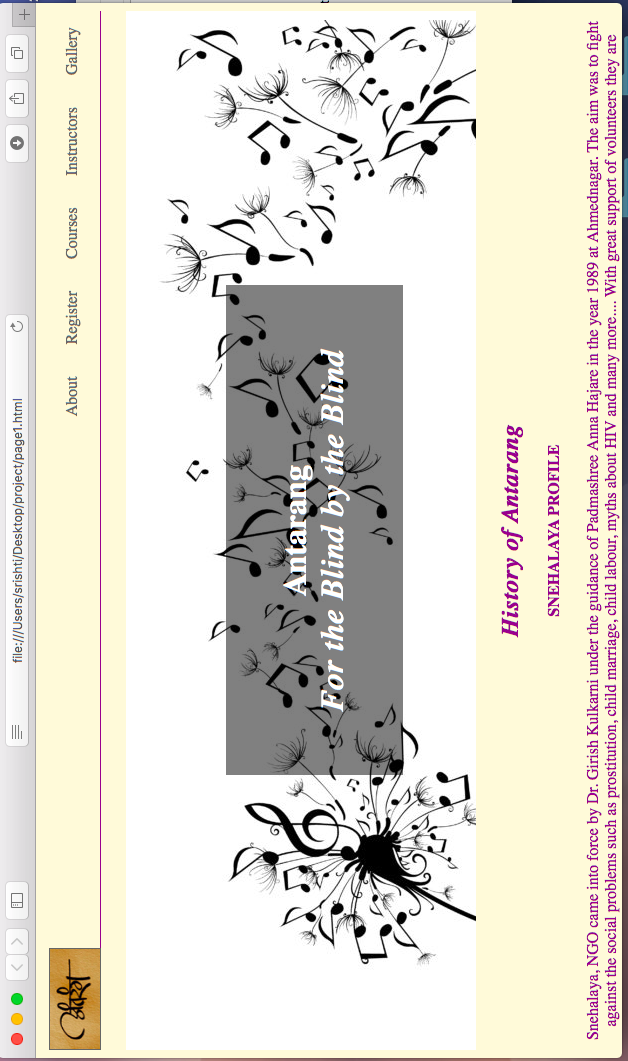 file:///Users/srishti/Desktop/project/page1.html
अंतरंग
About Register Courses Instructors Gallery
Antarang
For the Blind by the Blind
History of Antarang
SNEHALAYA PROFILE
Snehalaya, NGO came into force by Dr. Girish Kulkarni under the guidance of Padmashree Anna Hajare in the year 1989 at Ahmednagar. The aim was to fight
against the social problems such as prostitution, child marriage, child labour, myths about HIV and many more.... With great support of volunteers they are